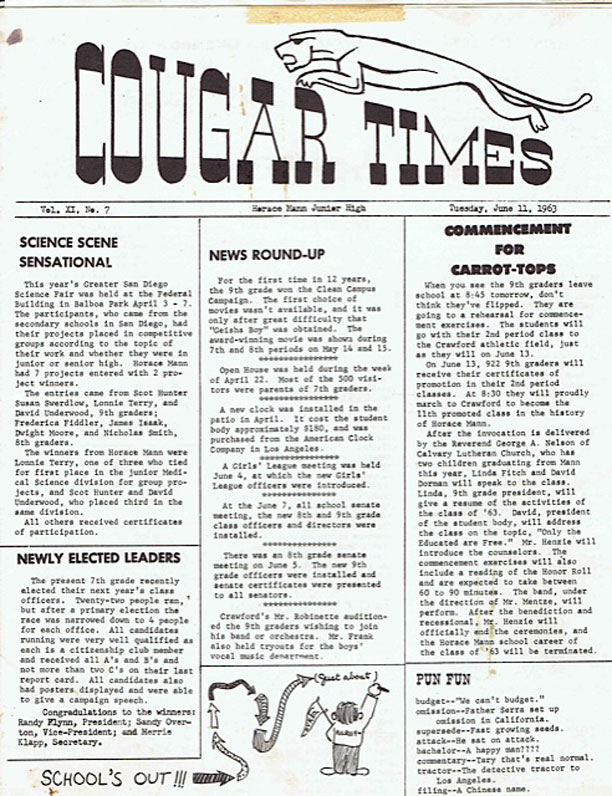 COUGAR TIMES
Vol. XI, No. 7
Horace Mann Junior High
Tuesday, June 11, 1963
SCIENCE SCENE
SENSATIONAL
This year's Greater San Diego
Science Fair was held at the Federal
Building in Balboa Park April 3 - 7.
The participants, who came from the
secondary schools in San Diego, had
their projects placed in competitive
groups according to the topic of
their work and whether they were in
junior or senior high. Horace Mann
had 7 projects entered with 2 pro-
ject winners.
The entries came from Scott Hunter
Susan Swerdlow, Lonnie Terry, and
David Underwood, 9th graders;
Frederica Fiddler, James Isaak,
Dwight Moore, and Nicholas Smith,
8th graders.
The winners from Horace Mann were
Lonnie Terry, one of three who tied
for first place in the junior Medi-
cal Science division for group pro-
jects, and Scot Hunter and David
Underwood, who placed third in the
same division.
All others received certificates
of participation.
NEWLY ELECTED LEADERS
The present 7th grade recently
elected their next year's class
officers. Twenty-two people ran,
but after a primary election the
race was narrowed down to 4 people
for each office. All candidates
running were very well qualified as
each is a citizenship club member
and received all A's and B's and
not more than two C's on their last
report card. All candidates also
had posters displayed and were able
to give a campaign speech.
Congratulations to the winners:
Randy Flynn, President; Sandy Over-
ton, Vice-President; and Merrie
Klapp, Secretary.
NEWS ROUND-UP
For the first time in 12 years,
the 9th grade won the Clean Campus
Campaign. The first choice of
movies wasn't available, and it was
only after great difficulty that
"Geisha Boy" was obtained. The
award-winning movie was shown during
7th and 8th periods on May 14 and 15.
********************
Open House was held during the week
of April 22. Most of the 500 visi-
tors were parents of 7th graders.
********************
A new clock was installed in the
patio in April. It cost the student
body approximately $180, and was
purchased from the American Clock
Company in Los Angeles.
********************
A Girls' League meeting was held
June 4, at which the new Girls'
League officers were introduced.
********************
At the June 7, all school senate
meeting, the new 8th and 9th grade
class officers and directors were
installed.
********************
There was an 8th grade senate
meeting on June 5. The new 9th
grade officers were installed and
senate certificates were presented
to all senators.
********************
Crawford's Mr. Robinette audition-
ed the 9th graders wishing to join
his band or orchestra. Mr. Frank
also held tryouts for the boys'
vocal music department.
COMMENCEMENT
FOR
CARROT-TOPS
When you see the 9th graders leave
school at 8:45 tomorrow, don't
think they've flipped. They are
going to a rehearsal for commence-
ment exercises. The students will
go with their 2nd period class to
the Crawford athletic field, just
as they will on June 13.
On June 13, 922 9th graders will
receive their certificates of
promotion in their 2nd period
classes. At 8:30 they will proudly
march to Crawford to become the
11th promoted class in the history
of Horace Mann.
After the invocation is delivered
by the Reverend George A. Nelson of
Calvary Lutheran Church, who has
two children graduating from Mann
this year, Linda Fitch and David
Dorman will speak to the class.
Linda, 9th grade president, will
give a resume of the activities of
the class of '63. David, president
of the student body, will address
the class on the topic, "Only the
Educated are Free." Mr. Henzie will
introduce the counselors. The
commencement exercises will also
include a reading of the Honor Roll
and are expected to take between
60 to 90 minutes. The band, under
the direction of Mr. Mentze, will
perform. After the benediction and
recessional, Mr. Henzie will
officially end the ceremonies, and
the Horace Mann school career of
the class of '63 will be terminated.
PUN FUN
budget--"We can't budget."
omission--Father Serra set up
omission in California.
supersede--Fast growing seeds.
attack--He sat on attack.
bachelor--A happy man????
commentary--Tary that's real normal.
tractor--The detective tractor to
Los Angeles.
filing--A Chinese name.
(Just about)
SCHOOL'S OUT!!!